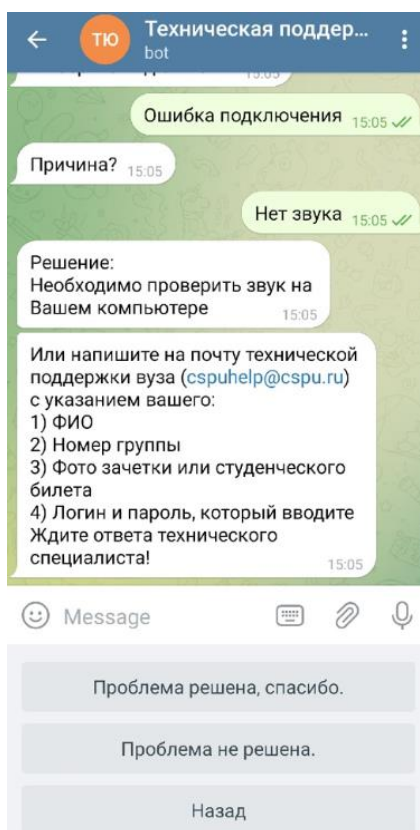 ТЮ
Техническая поддер...
bot
15:05
Ошибка подключения 15:05
Причина? 15:05
Нет звука 15:05
Решение:
Необходимо проверить звук на
Вашем компьютере 15:05
Или напишите на почту технической
поддержки вуза (cspuhelp@cspu.ru)
с указанием вашего:
1) ФИО
2) Номер группы
3) Фото зачетки или студенческого
билета
4) Логин и пароль, который вводите
Ждите ответа технического
специалиста! 15:05
Message
Проблема решена, спасибо.
Проблема не решена.
Назад